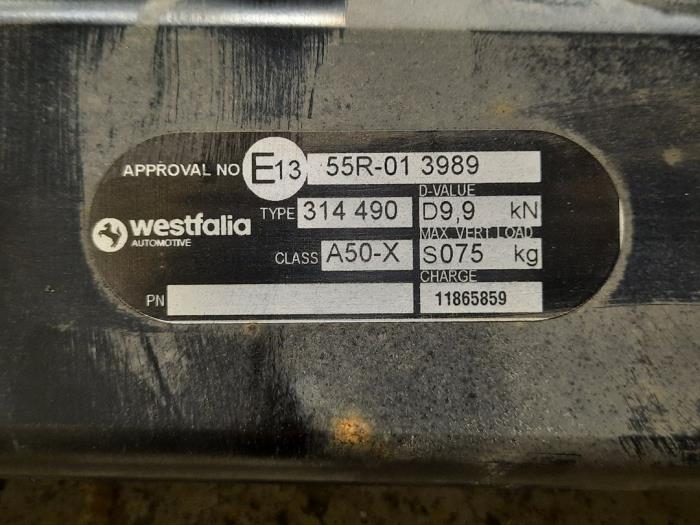 APPROVAL NO E13 55R-01 3989
D-VALUE
TYPE 314 490 D9,9 kN
westfalia
AUTOMOTIVE
MAX VERT.LOAD
CLASS A50-X S075 kg
CHARGE
PN 11865859